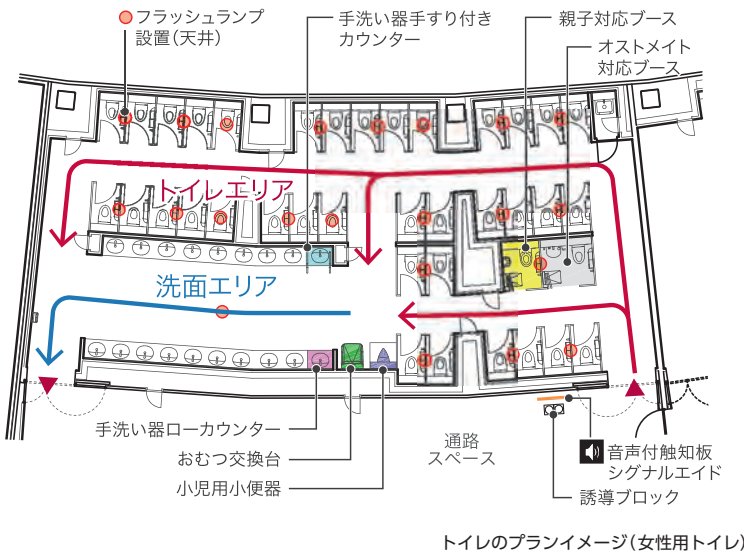 フラッシュランプ
設置(天井)
手洗い器手すり付き
カウンター
親子対応ブース
オストメイト
対応ブース
トイレエリア
洗面エリア
手洗い器ローカウンター
おむつ交換台
小児用小便器
通路
スペース
音声付触知板
シグナルエイド
誘導ブロック
トイレのプランイメージ(女性用トイレ)